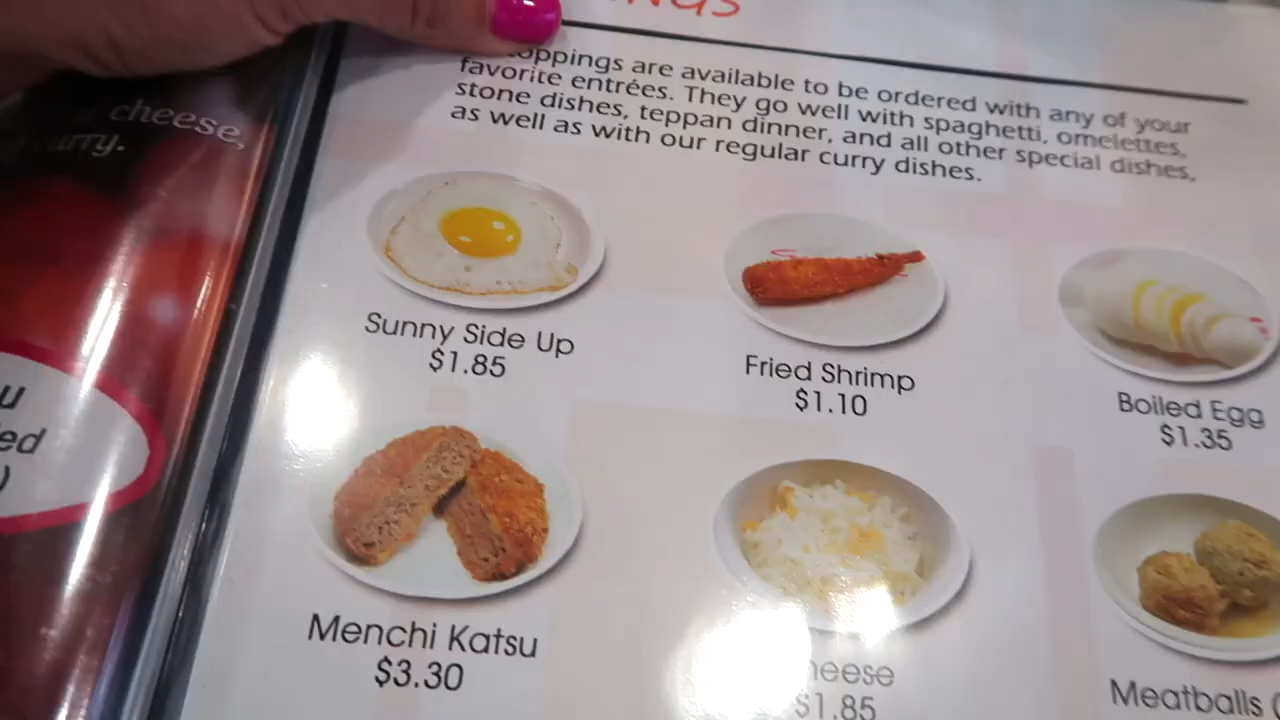 toppings are available to be ordered with any of your
favorite entrées. They go well with spaghetti, omelettes,
stone dishes, teppan dinner, and all other special dishes,
as well as with our regular curry dishes.
cheese,
curry.
Sunny Side Up
$1.85
Fried Shrimp
$1.10
Boiled Egg
$1.35
Menchi Katsu
$3.30
heese
$1.85
Meatballs (